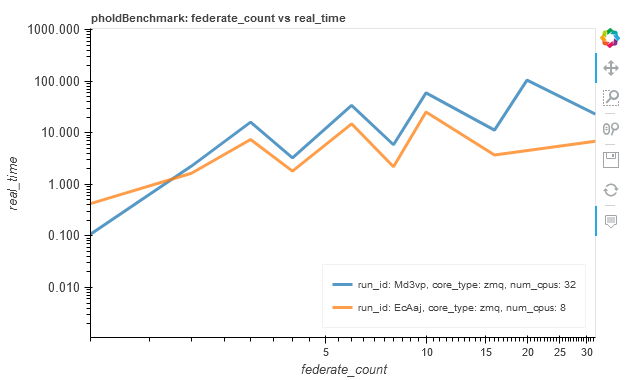 pholdBenchmark: federate_count vs real_time
1000.000
100.000
10.000
1.000
0.100
0.010
real_time
run_id: Md3vp, core_type: zmq, num_cpus: 32
run_id: EcAaj, core_type: zmq, num_cpus: 8
5
10
15
20
25
30
federate_count